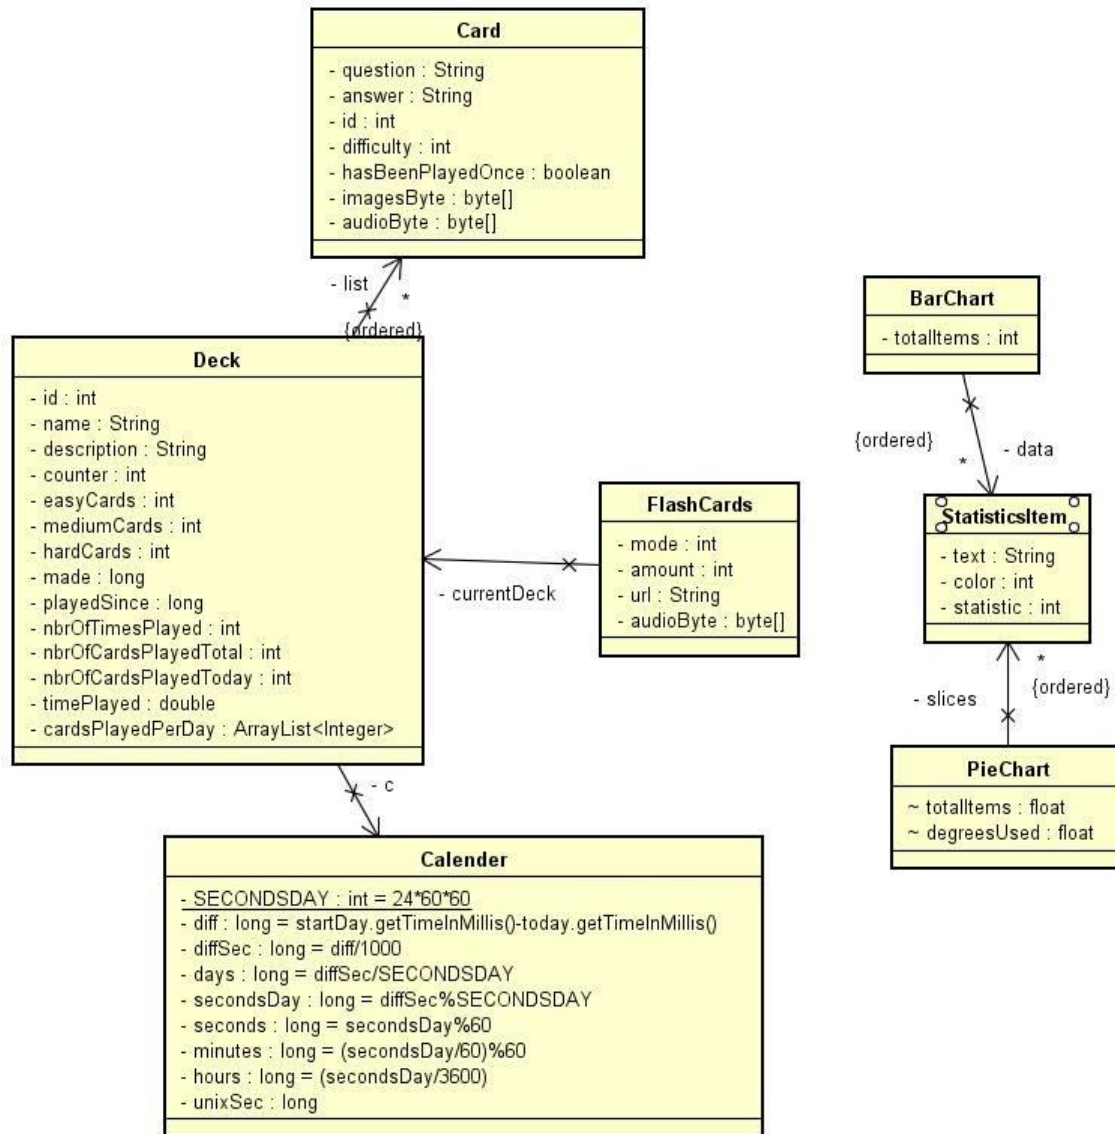 Card
- question : String
- answer : String
- id : int
- difficulty : int
- hasBeenPlayedOnce : boolean
- imagesByte : byte[]
- audioByte : byte[]
- list
*
{ordered}
Deck
- id : int
- name : String
- description : String
- counter : int
- easyCards : int
- mediumCards : int
- hardCards : int
- made : long
- playedSince : long
- nbrOfTimesPlayed : int
- nbrOfCardsPlayedTotal : int
- nbrOfCardsPlayedToday : int
- timePlayed : double
- cardsPlayedPerDay : ArrayList<Integer>
- currentDeck
FlashCards
- mode : int
- amount : int
- url : String
- audioByte : byte[]
- c
Calender
- SECONDSDAY : int = 24*60*60
- diff : long = startDay.getTimeInMillis()-today.getTimeInMillis()
- diffSec : long = diff/1000
- days : long = diffSec/SECONDSDAY
- secondsDay : long = diffSec%SECONDSDAY
- seconds : long = secondsDay%60
- minutes : long = (secondsDay/60)%60
- hours : long = (secondsDay/3600)
- unixSec : long
BarChart
- totalItems : int
{ordered}
*
- data
StatisticsItem
- text : String
- color : int
- statistic : int
*
{ordered}
- slices
PieChart
~ totalItems : float
~ degreesUsed : float